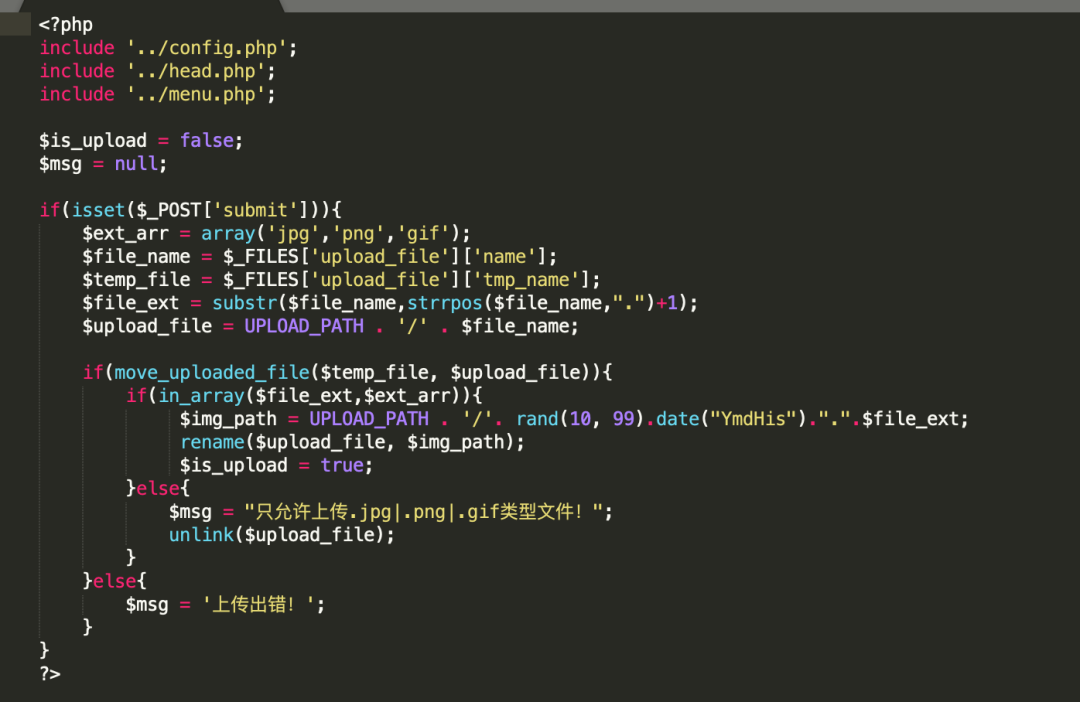 <?php
include '../config.php';
include '../head.php';
include '../menu.php';
$is_upload = false;
$msg = null;
if(isset($_POST['submit'])){
$ext_arr = array('jpg','png','gif');
$file_name = $_FILES['upload_file']['name'];
$temp_file = $_FILES['upload_file']['tmp_name'];
$file_ext = substr($file_name,strrpos($file_name,".")+1);
$upload_file = UPLOAD_PATH . '/' . $file_name;
if(move_uploaded_file($temp_file, $upload_file)){
if(in_array($file_ext,$ext_arr)){
$img_path = UPLOAD_PATH . '/'. rand(10, 99).date("YmdHis").".".$file_ext;
rename($upload_file, $img_path);
$is_upload = true;
}else{
$msg = "只允许上传.jpg|.png|.gif类型文件！";
unlink($upload_file);
}
}else{
$msg = '上传出错！';
}
}
?>